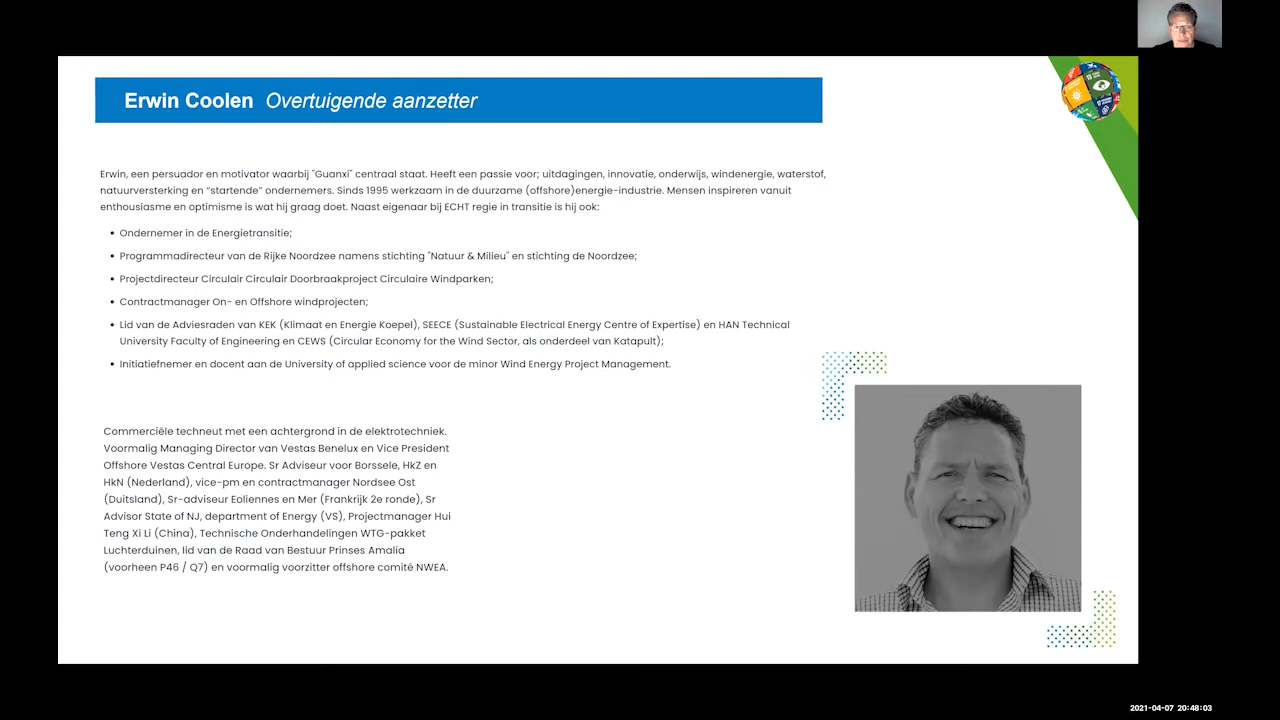 Erwin Coolen Overtuigende aanzetter
Erwin, een persuador en motivator waarbij "Guanxi" centraal staat. Heeft een passie voor; uitdagingen, innovatie, onderwijs, windenergie, waterstof,
natuurversterking en “startende” ondernemers. Sinds 1995 werkzaam in de duurzame (offshore)energie-industrie. Mensen inspireren vanuit
enthousiasme en optimisme is wat hij graag doet. Naast eigenaar bij ECHT regie in transitie is hij ook:
• Ondernemer in de Energietransitie;
• Programmadirecteur van de Rijke Noordzee namens stichting "Natuur & Milieu" en stichting de Noordzee;
• Projectdirecteur Circulair Circulair Doorbraakproject Circulaire Windparken;
• Contractmanager On- en Offshore windprojecten;
• Lid van de Adviesraden van KEK (Klimaat en Energie Koepel), SEECE (Sustainable Electrical Energy Centre of Expertise) en HAN Technical
University Faculty of Engineering en CEWS (Circular Economy for the Wind Sector, als onderdeel van Katapult);
• Initiatiefnemer en docent aan de University of applied science voor de minor Wind Energy Project Management.
Commerciële techneut met een achtergrond in de elektrotechniek.
Voormalig Managing Director van Vestas Benelux en Vice President
Offshore Vestas Central Europe. Sr Adviseur voor Borssele, HkZ en
HkN (Nederland), vice-pm en contractmanager Nordsee Ost
(Duitsland), Sr-adviseur Eoliennes en Mer (Frankrijk 2e ronde), Sr
Advisor State of NJ, department of Energy (VS), Projectmanager Hui
Teng Xi Li (China), Technische Onderhandelingen WTG-pakket
Luchterduinen, lid van de Raad van Bestuur Prinses Amalia
(voorheen P46 / Q7) en voormalig voorzitter offshore comité NWEA.
2021-04-07 20:48:03